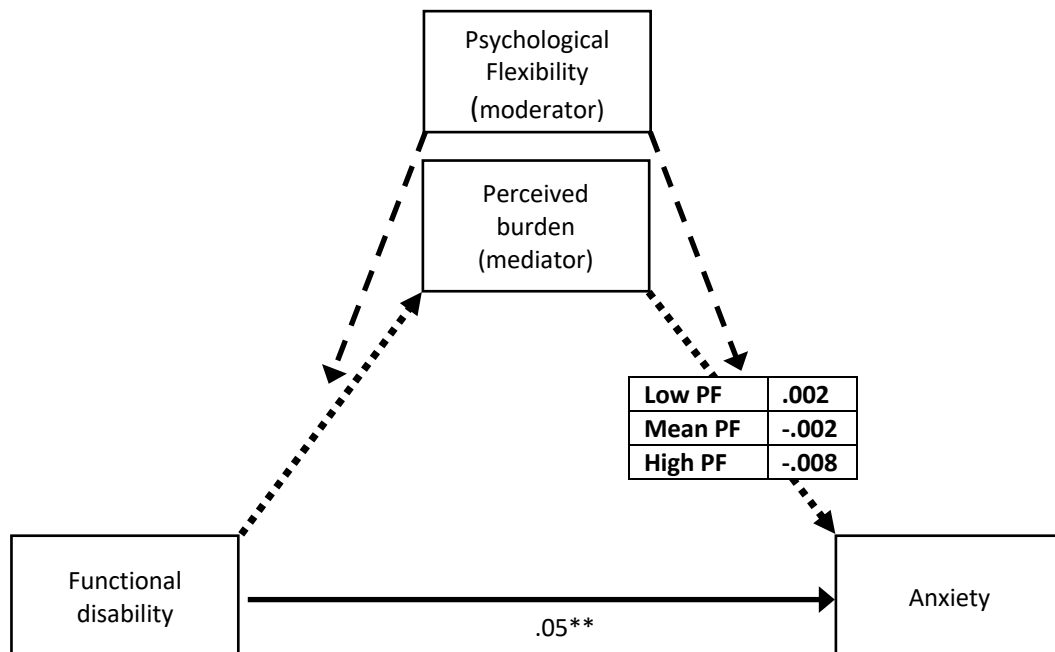 Psychological
Flexibility
(moderator)
Perceived
burden
(mediator)
Low PF .002
Mean PF -.002
High PF -.008
Functional
disability
Anxiety
.05**